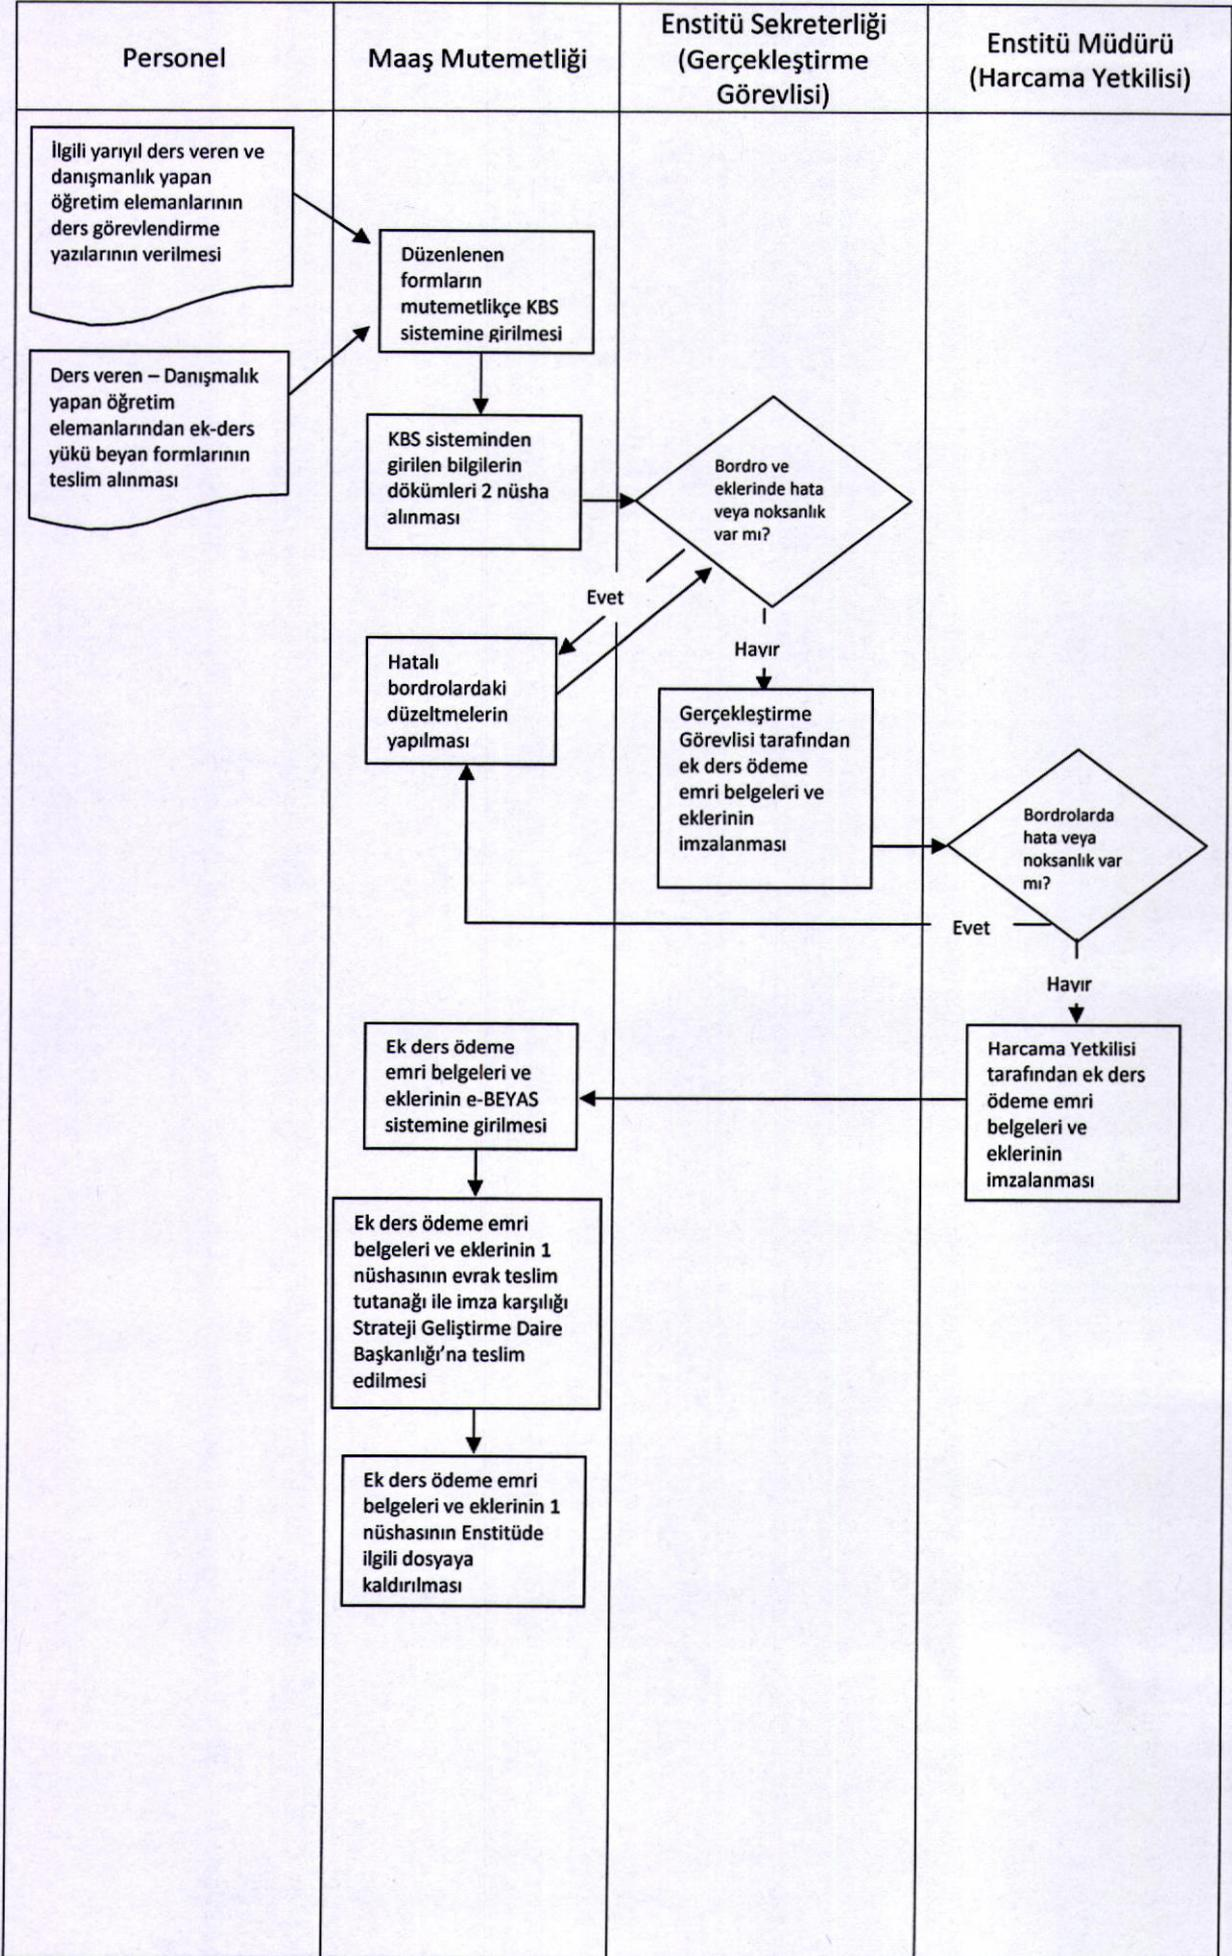 Personel
Maaş Mutemetliği
Enstitü Sekreterliği
(Gerçekleştirme
Görevlisi)
Enstitü Müdürü
(Harcama Yetkilisi)
İlgili yarıyıl ders veren ve
danışmanlık yapan
öğretim elemanlarının
ders görevlendirme
yazılarının verilmesi
Düzenlenen
formların
mutemetlikçe KBS
sistemine girilmesi
Ders veren – Danışmalık
yapan öğretim
elemanlarından ek-ders
yükü beyan formlarının
teslim alınması
KBS sisteminden
girilen bilgilerin
dökümleri 2 nüsha
alınması
Bordro ve
eklerinde hata
veya noksanlık
var mı?
Evet
Hayır
Hatalı
bordrolardaki
düzeltmelerin
yapılması
Gerçekleştirme
Görevlisi tarafından
ek ders ödeme
emri belgeleri ve
eklerinin
imzalanması
Bordrolarda
hata veya
noksanlık var
mı?
Evet
Hayır
Ek ders ödeme
emri belgeleri ve
eklerinin e-BEYAS
sistemine girilmesi
Harcama Yetkilisi
tarafından ek ders
ödeme emri
belgeleri ve
eklerinin
imzalanması
Ek ders ödeme emri
belgeleri ve eklerinin 1
nüshasının evrak teslim
tutanağı ile imza karşılığı
Strateji Geliştirme Daire
Başkanlığı’na teslim
edilmesi
Ek ders ödeme emri
belgeleri ve eklerinin 1
nüshasının Enstitüde
ilgili dosyaya
kaldırılması